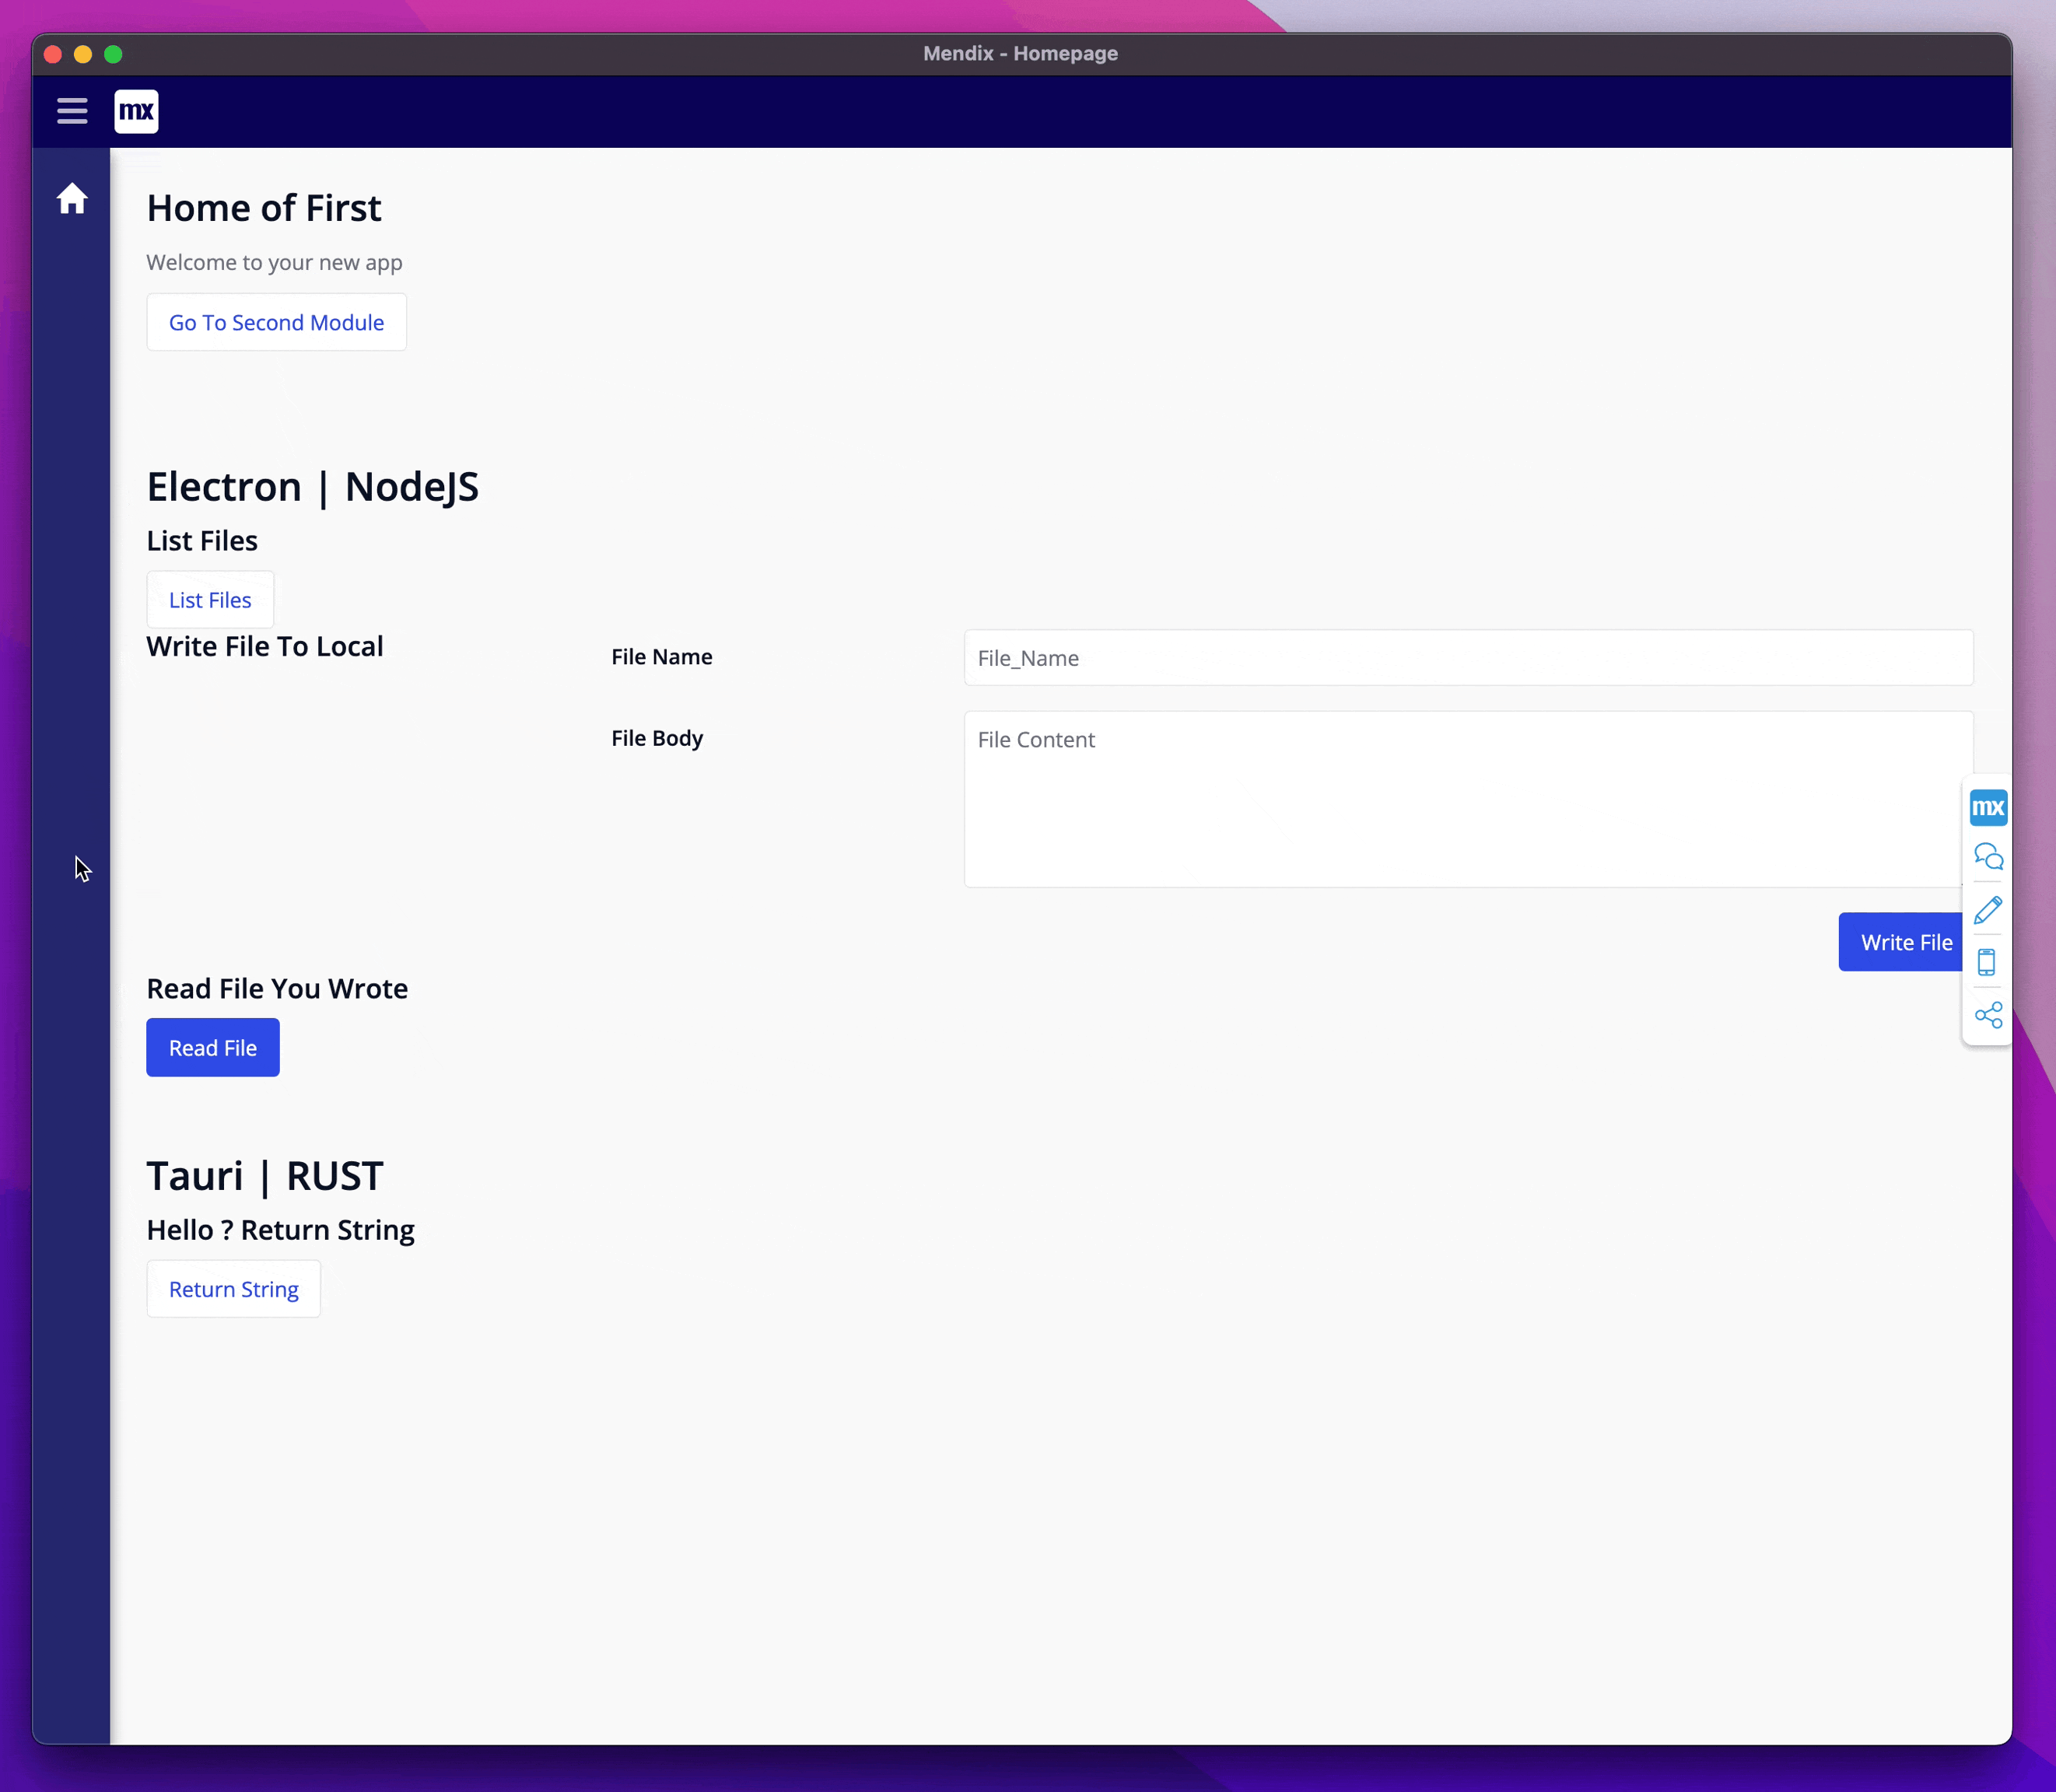 Mendix - Homepage
mx
Home of First
Welcome to your new app
Go To Second Module
Electron | NodeJS
List Files
List Files
Write File To Local
File Name
File_Name
File Body
File Content
mx
Write File
Read File You Wrote
Read File
Tauri | RUST
Hello ? Return String
Return String